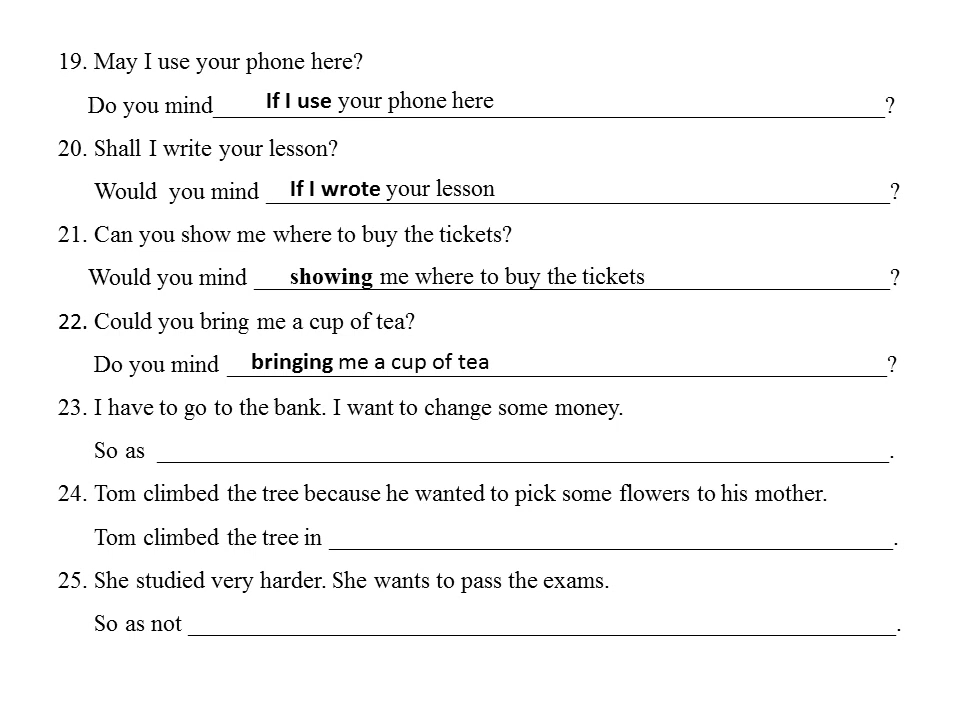 19. May I use your phone here?
Do you mind If I use your phone here ?
20. Shall I write your lesson?
Would you mind If I wrote your lesson ?
21. Can you show me where to buy the tickets?
Would you mind showing me where to buy the tickets ?
22. Could you bring me a cup of tea?
Do you mind bringing me a cup of tea ?
23. I have to go to the bank. I want to change some money.
So as ______________________________.
24. Tom climbed the tree because he wanted to pick some flowers to his mother.
Tom climbed the tree in ______________________________.
25. She studied very harder. She wants to pass the exams.
So as not ______________________________.